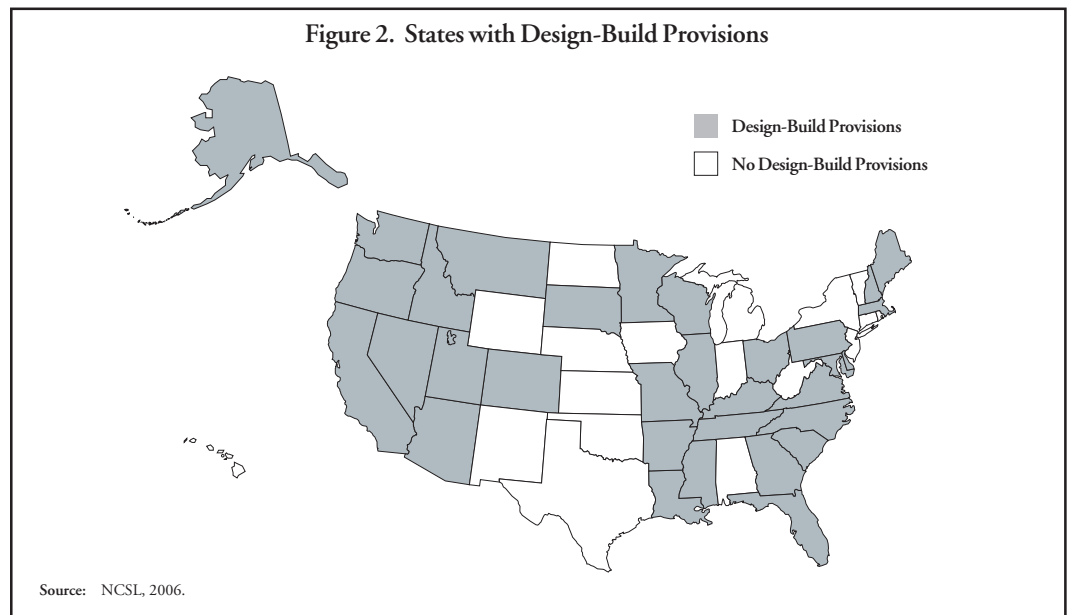 Figure 2. States with Design-Build Provisions
Design-Build Provisions
No Design-Build Provisions
Source: NCSL, 2006.